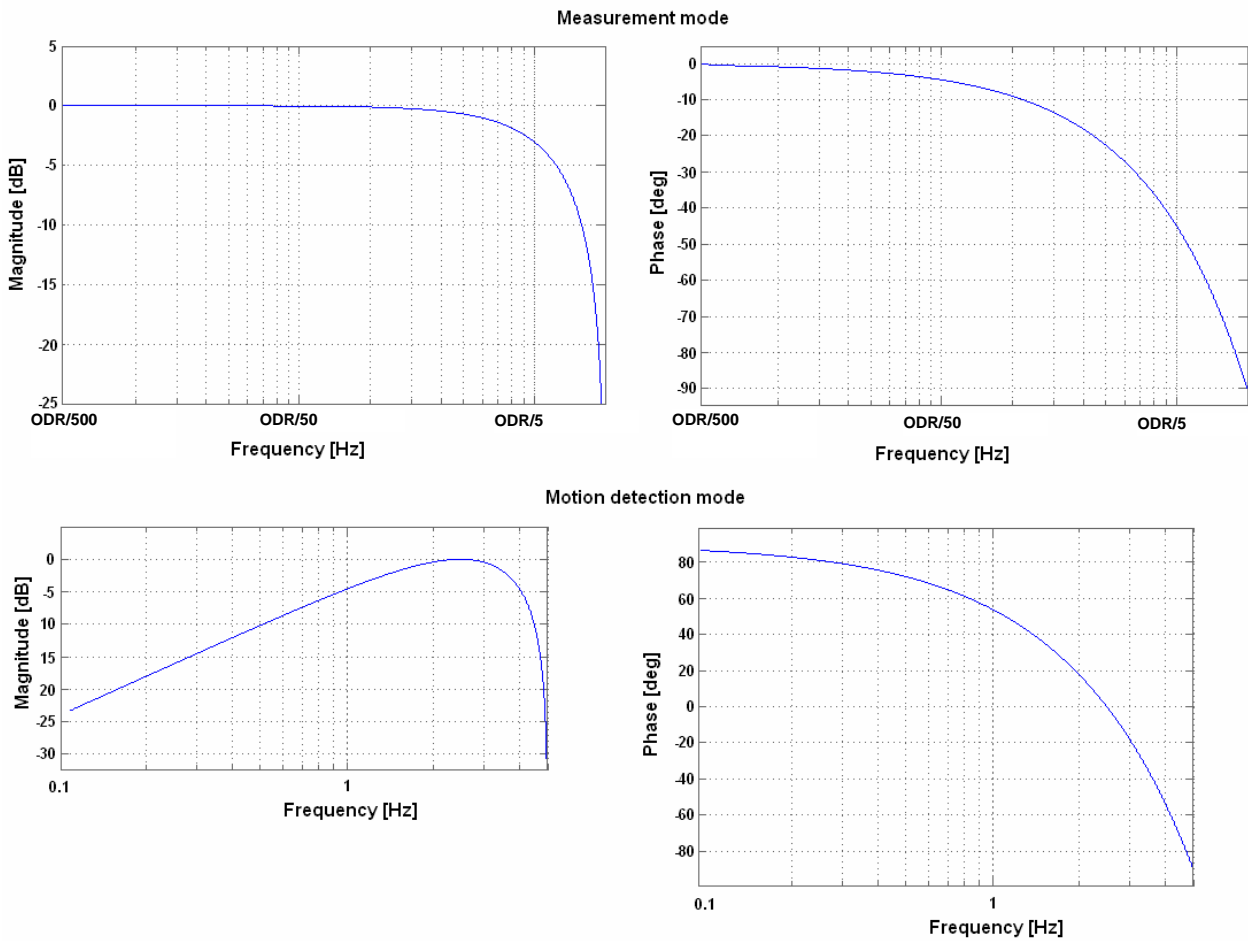 Measurement mode
Magnitude [dB]
5
0
-5
-10
-15
-20
-25
ODR/500
ODR/50
ODR/5
Frequency [Hz]
Phase [deg]
0
-10
-20
-30
-40
-50
-60
-70
-80
-90
ODR/500
ODR/50
ODR/5
Frequency [Hz]
Motion detection mode
Magnitude [dB]
0
5
10
15
20
25
-30
0.1
1
Frequency [Hz]
Phase [deg]
80
60
40
20
0
-20
-40
-60
-80
0.1
1
Frequency [Hz]